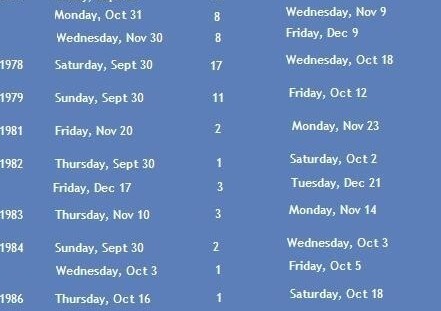 Monday, Oct 31 8 Wednesday, Nov 9
Wednesday, Nov 30 8 Friday, Dec 9
1978 Saturday, Sept 30 17 Wednesday, Oct 18
1979 Sunday, Sept 30 11 Friday, Oct 12
1981 Friday, Nov 20 2 Monday, Nov 23
1982 Thursday, Sept 30 1 Saturday, Oct 2
Friday, Dec 17 3 Tuesday, Dec 21
1983 Thursday, Nov 10 3 Monday, Nov 14
1984 Sunday, Sept 30 2 Wednesday, Oct 3
Wednesday, Oct 3 1 Friday, Oct 5
1986 Thursday, Oct 16 1 Saturday, Oct 18